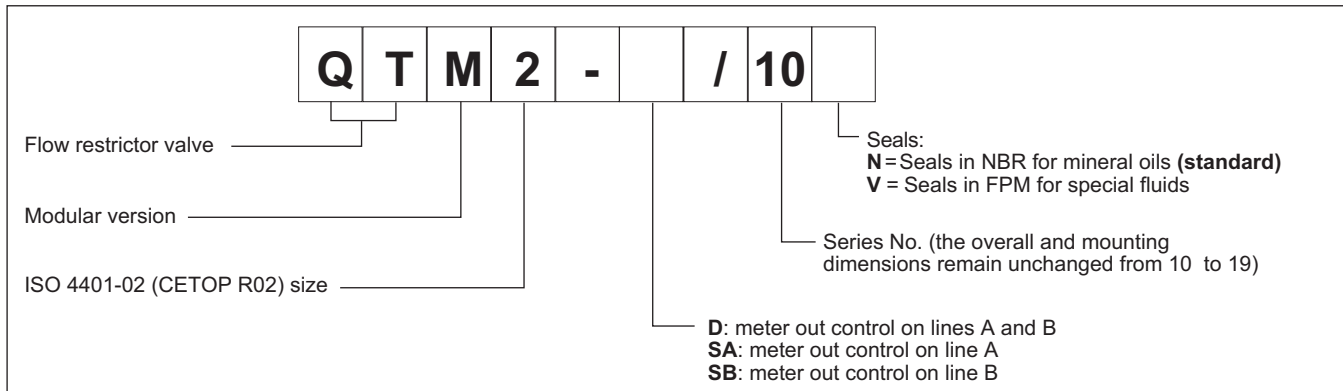 QTM2- /10
Flow restrictor valve
Modular version
ISO 4401-02 (CETOP R02) size
Seals:
N = Seals in NBR for mineral oils (standard)
V = Seals in FPM for special fluids
Series No. (the overall and mounting
dimensions remain unchanged from 10 to 19)
D: meter out control on lines A and B
SA: meter out control on line A
SB: meter out control on line B